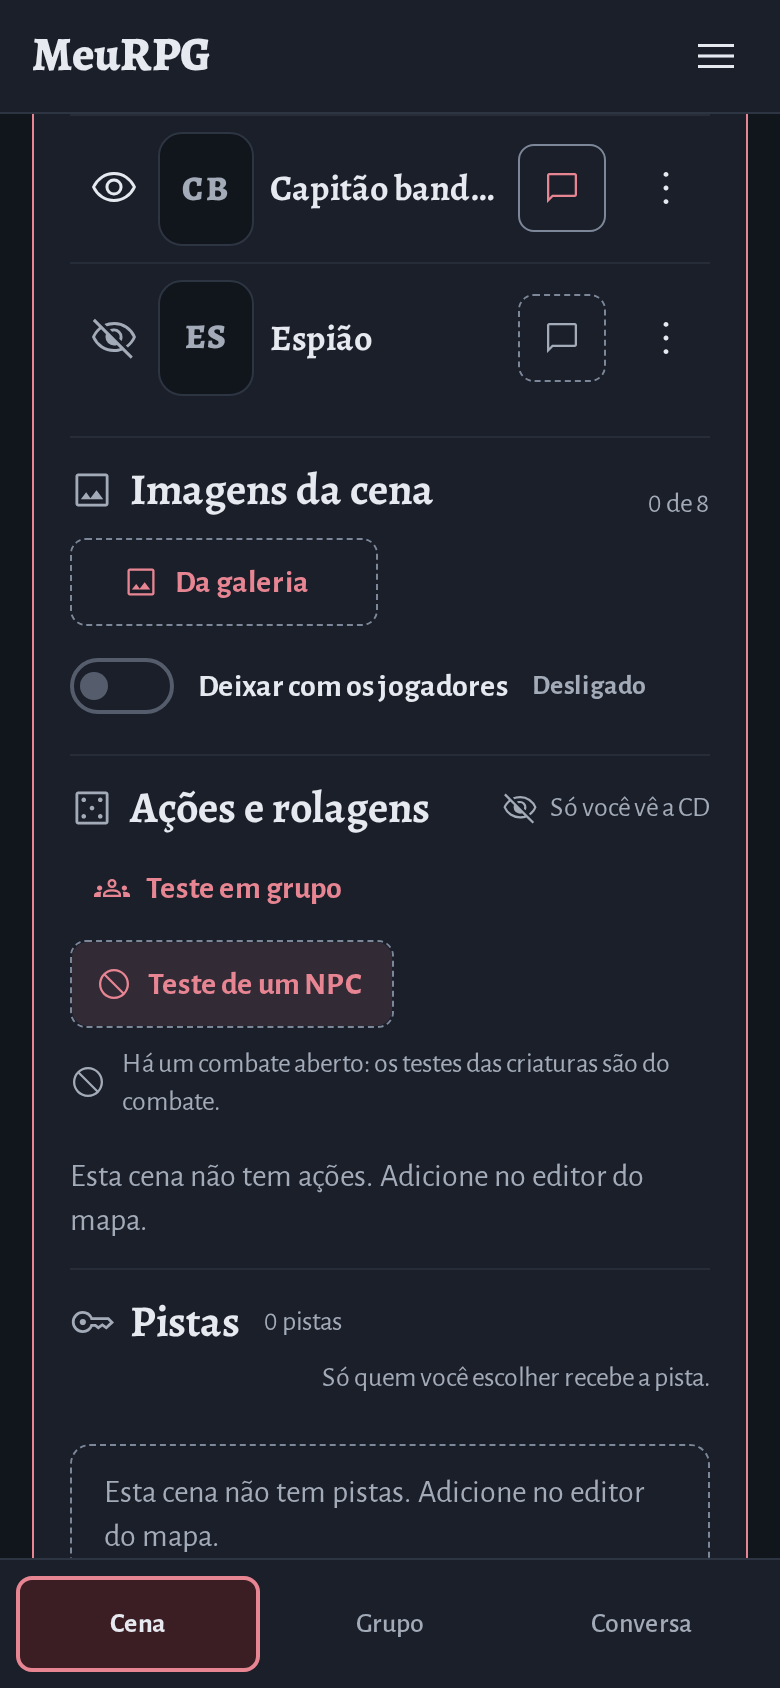 MeuRPG
CB
Capitão band...
ES
Espião
Imagens da cena
0 de 8
Da galeria
Deixar com os jogadores
Desligado
Ações e rolagens
Só você vê a CD
Teste em grupo
Teste de um NPC
Há um combate aberto: os testes das criaturas são do
combate.
Esta cena não tem ações. Adicione no editor do
mapa.
Pistas
0 pistas
Só quem você escolher recebe a pista.
Esta cena não tem pistas. Adicione no editor
do mapa.
Cena
Grupo
Conversa